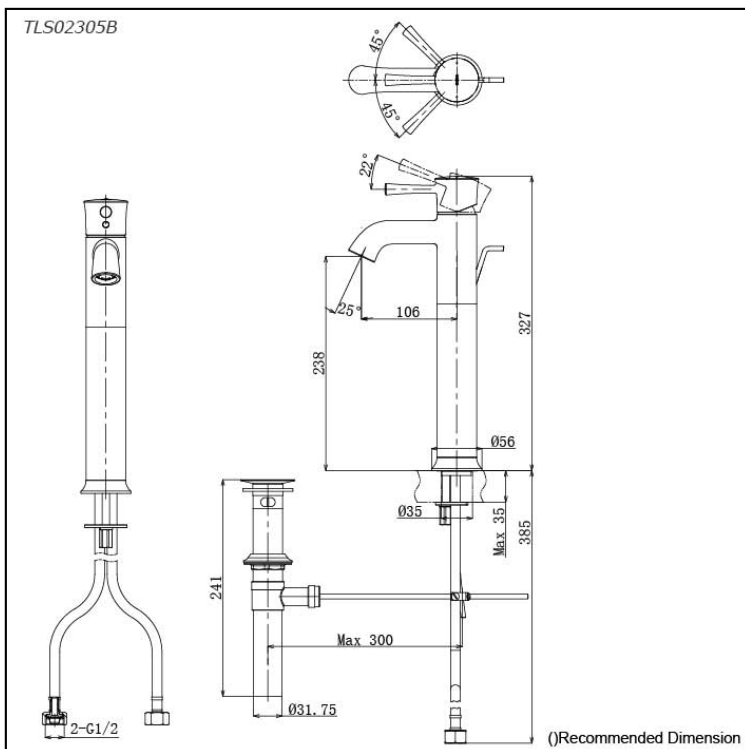 TLS02305B
45°
45°
22°
25°
106
238
327
Ø56
Ø35
Max 35
385
241
Max 300
Ø31.75
2-G1/2
()Recommended Dimension